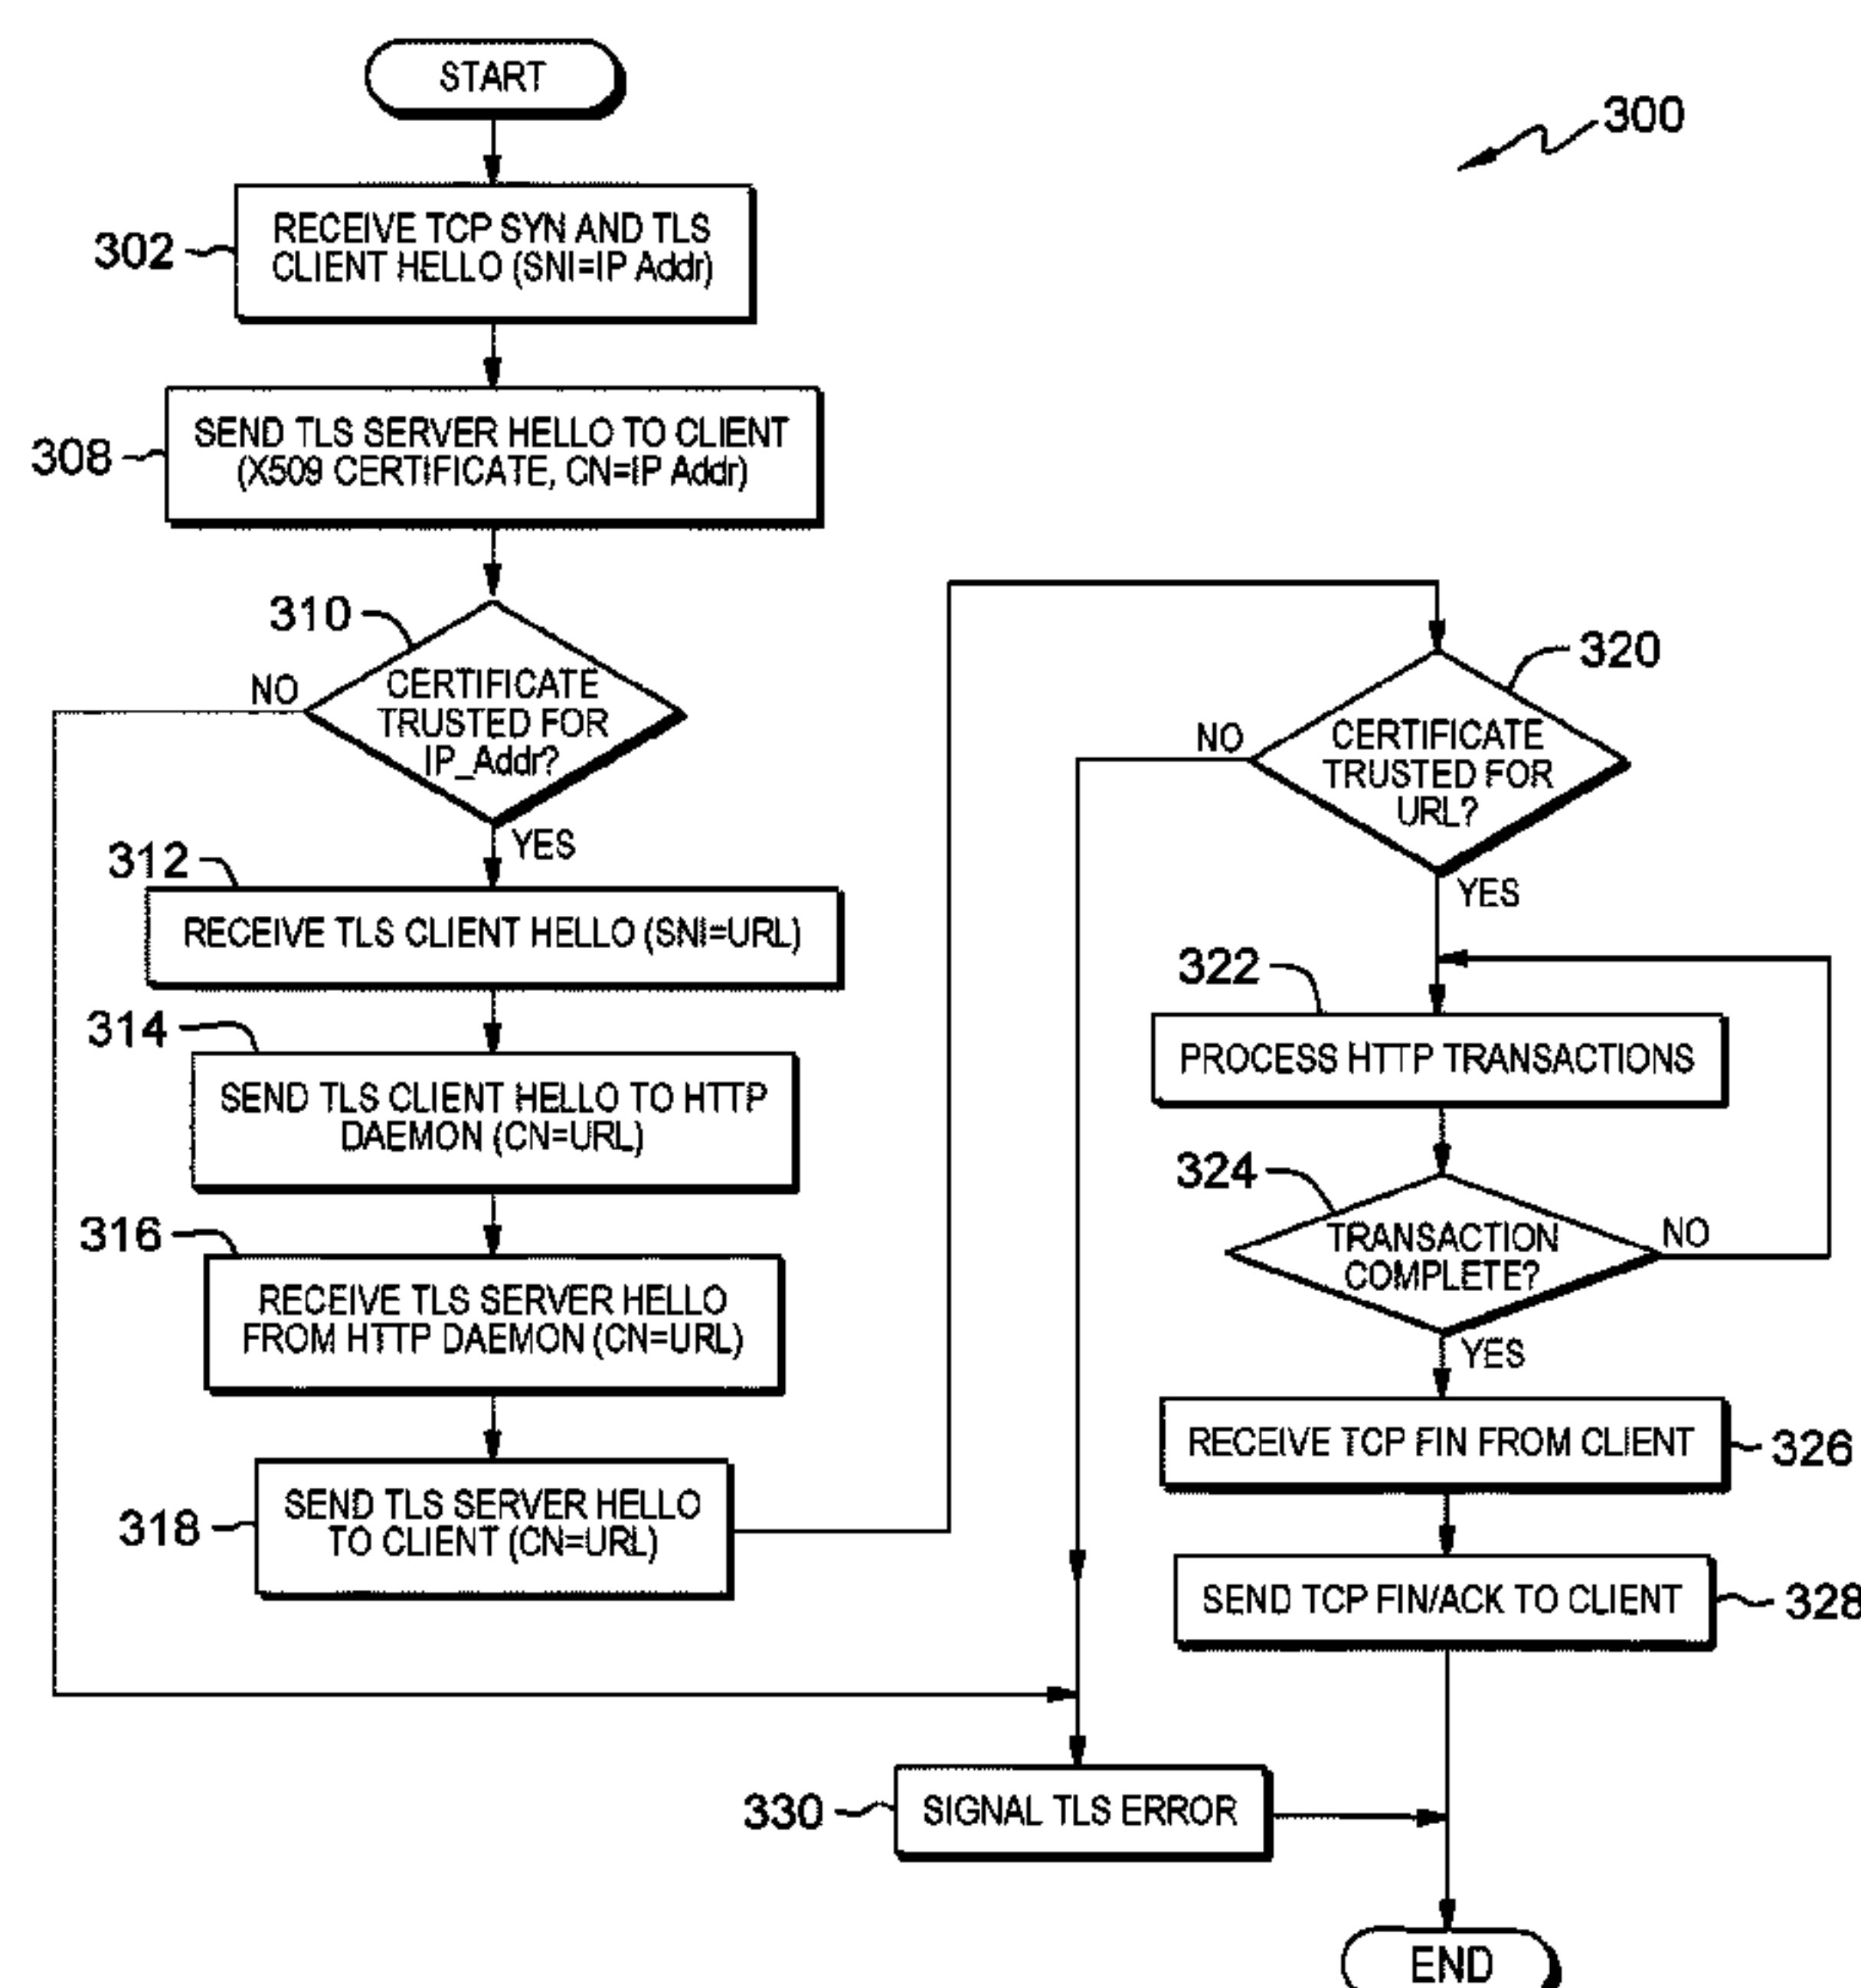 START
300
302
RECEIVE TCP SYN AND TLS
CLIENT HELLO (SNI=IP Addr)
308
SEND TLS SERVER HELLO TO CLIENT
(X509 CERTIFICATE, CN=IP Addr)
310
NO
CERTIFICATE
TRUSTED FOR
IP_Addr?
YES
312
RECEIVE TLS CLIENT HELLO (SNI=URL)
314
SEND TLS CLIENT HELLO TO HTTP
DAEMON (CN=URL)
316
RECEIVE TLS SERVER HELLO
FROM HTTP DAEMON (CN=URL)
318
SEND TLS SERVER HELLO
TO CLIENT (CN=URL)
320
NO
CERTIFICATE
TRUSTED FOR
URL?
YES
322
PROCESS HTTP TRANSACTIONS
324
TRANSACTION
COMPLETE?
NO
YES
RECEIVE TCP FIN FROM CLIENT
326
SEND TCP FIN/ACK TO CLIENT
328
330
SIGNAL TLS ERROR
END